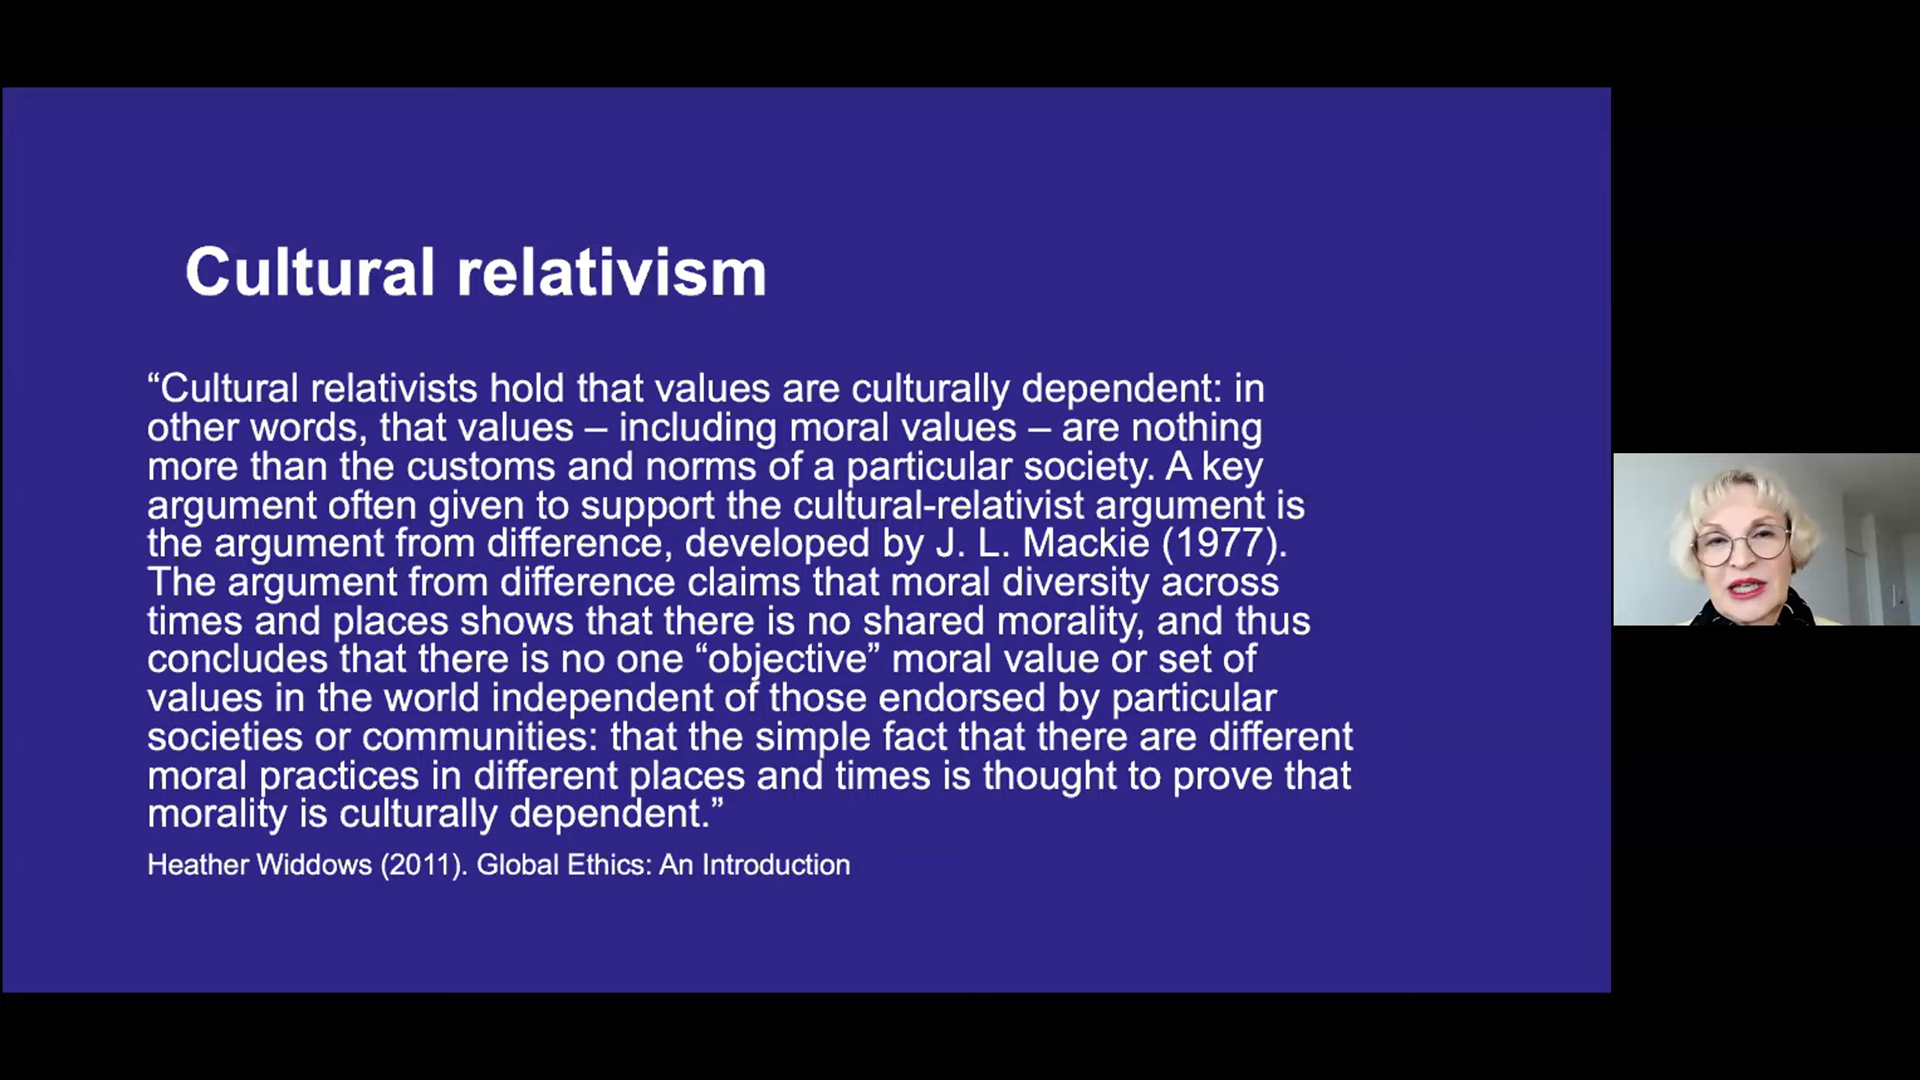 Cultural relativism
“Cultural relativists hold that values are culturally dependent: in
other words, that values – including moral values – are nothing
more than the customs and norms of a particular society. A key
argument often given to support the cultural-relativist argument is
the argument from difference, developed by J. L. Mackie (1977).
The argument from difference claims that moral diversity across
times and places shows that there is no shared morality, and thus
concludes that there is no one “objective” moral value or set of
values in the world independent of those endorsed by particular
societies or communities: that the simple fact that there are different
moral practices in different places and times is thought to prove that
morality is culturally dependent.”
Heather Widdows (2011). Global Ethics: An Introduction